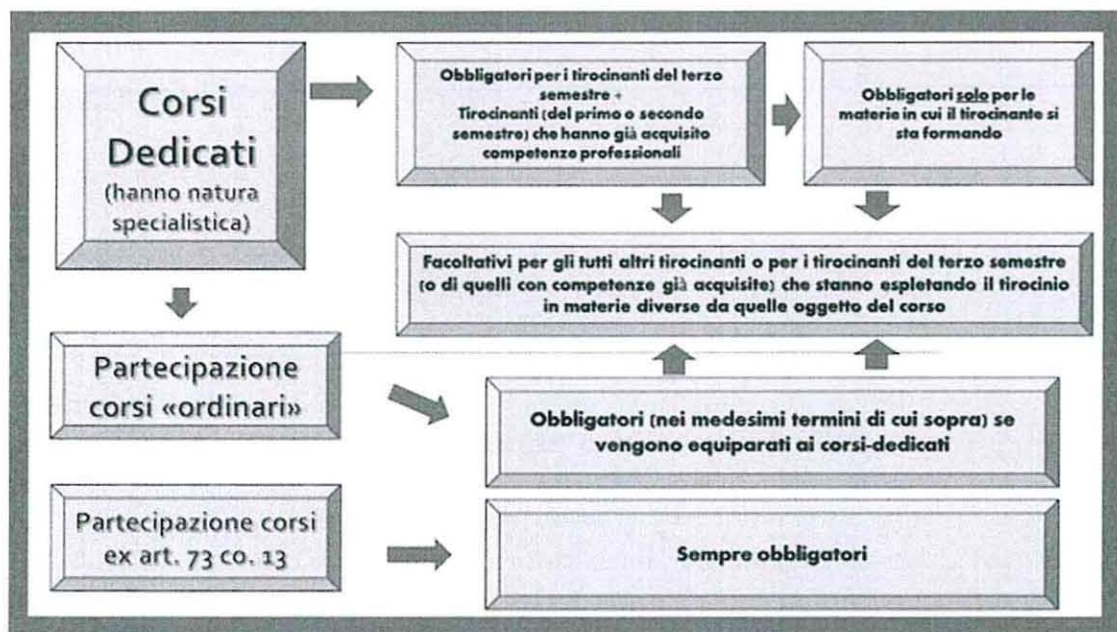 Corsi
Dedicati
(hanno natura
specialistica)
Obbligatori per i tirocinanti del terzo
semestre +
Tirocinanti (del primo o secondo
semestre) che hanno già acquisito
competenze professionali
Obbligatori solo per le
materie in cui il tirocinante si
sta formando
Facoltativi per gli tutti altri tirocinanti o per i tirocinanti del terzo semestre
(o di quelli con competenze già acquisite) che stanno espletando il tirocinio
in materie diverse da quelle oggetto del corso
Partecipazione
corsi «ordinari»
Obbligatori (nei medesimi termini di cui sopra) se
vengono equiparati ai corsi-dedicati
Partecipazione corsi
ex art. 73 co. 13
Sempre obbligatori